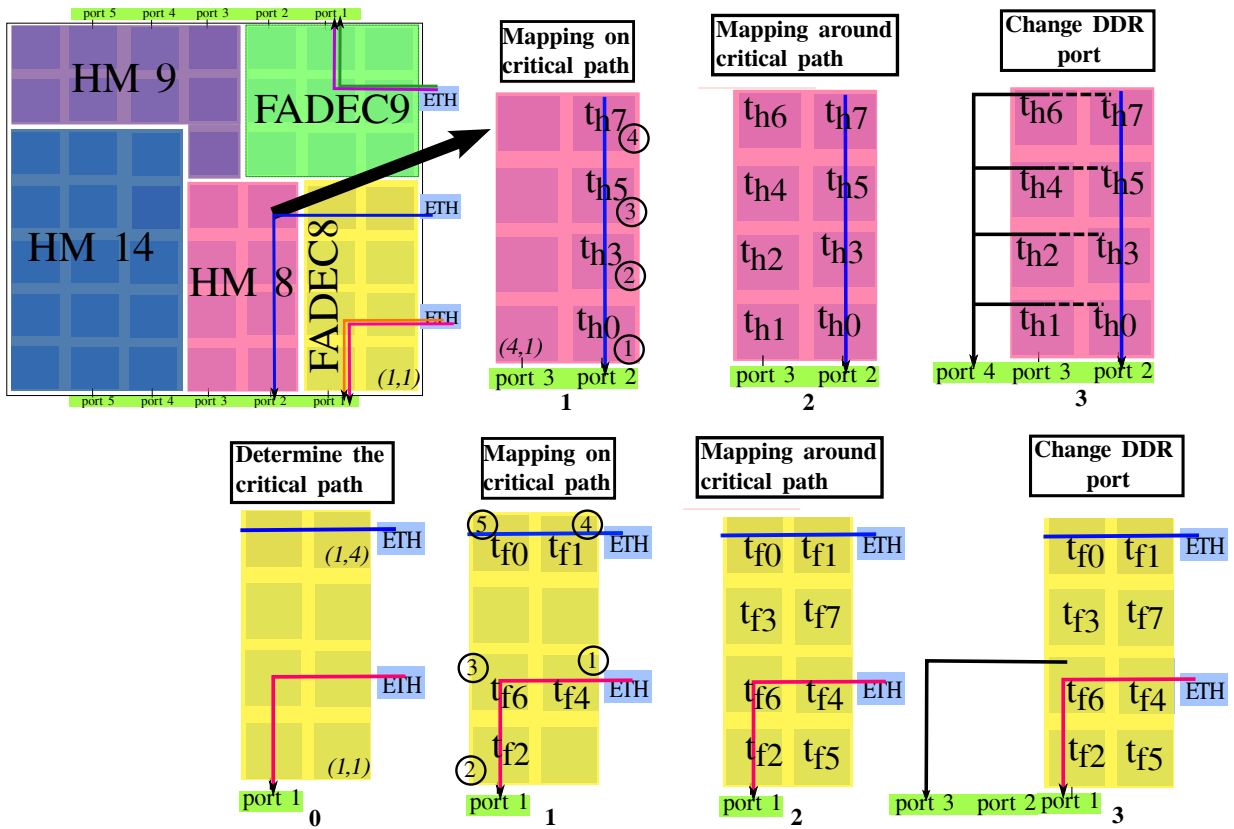 port 5 port 4 port 3 port 2 port 1
HM 9
FADEC9
ETH
HM 14
HM 8
FADEC8
ETH
ETH
(1,1)
port 5 port 4 port 3 port 2 port 1
Mapping on
critical path
th7 4
th5 3
th3 2
th0 1
(4,1)
port 3 port 2
1
Mapping around
critical path
th6 th7
th4 th5
th2 th3
th1 th0
port 3 port 2
2
Change DDR
port
th6 th7
th4 th5
th2 th3
th1 th0
port 4 port 3 port 2
3
Determine the
critical path
ETH
(1,4)
ETH
(1,1)
port 1
0
Mapping on
critical path
5 4
tf0 tf1 ETH
3 1
tf6 tf4 ETH
tf2
2
port 1
1
Mapping around
critical path
tf0 tf1 ETH
tf3 tf7
tf6 tf4 ETH
tf2 tf5
port 1
2
Change DDR
port
tf0 tf1 ETH
tf3 tf7
tf6 tf4 ETH
tf2 tf5
port 3 port 2 port 1
3